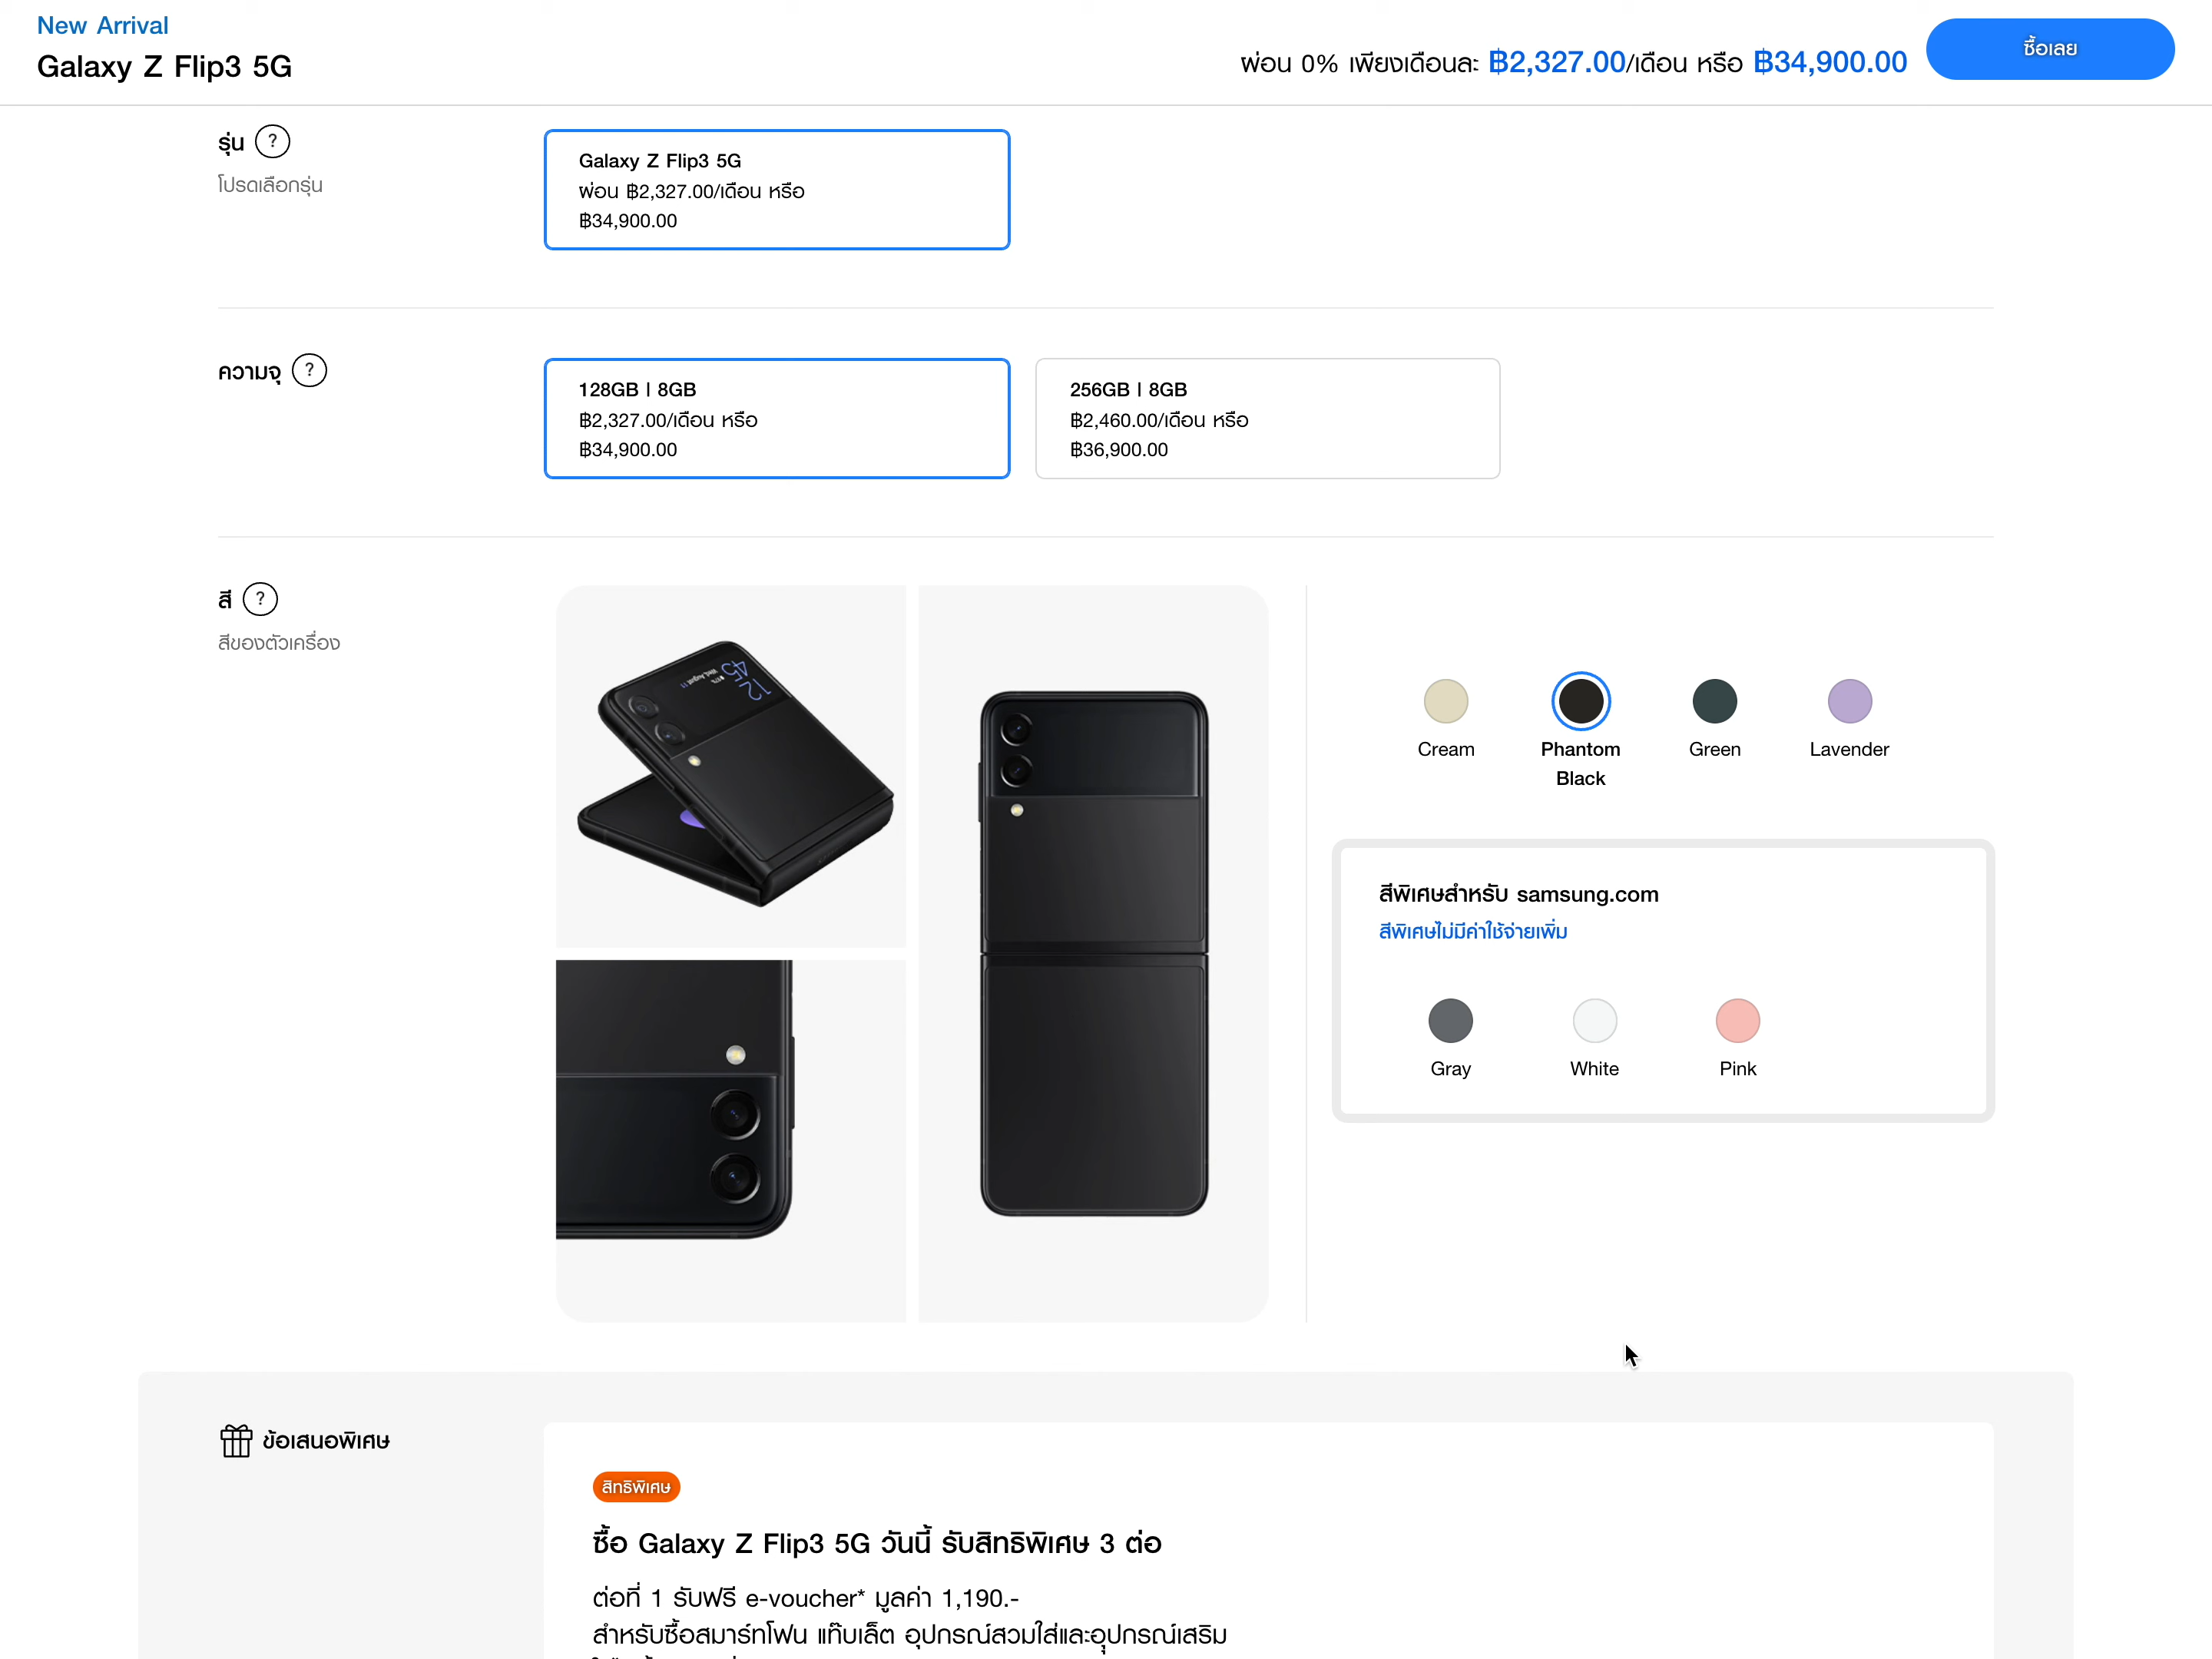 New Arrival
Galaxy Z Flip3 5G
ผ่อน 0% เพียงเดือนละ ฿2,327.00/เดือน หรือ ฿34,900.00
ซื้อเลย
รุ่น ?
โปรดเลือกรุ่น
Galaxy Z Flip3 5G
ผ่อน ฿2,327.00/เดือน หรือ
฿34,900.00
ความจุ ?
128GB | 8GB
฿2,327.00/เดือน หรือ
฿34,900.00
256GB | 8GB
฿2,460.00/เดือน หรือ
฿36,900.00
สี ?
สีของตัวเครื่อง
12
45
Cream
Phantom
Black
Green
Lavender
สีพิเศษสำหรับ samsung.com
สีพิเศษไม่มีค่าใช้จ่ายเพิ่ม
Gray
White
Pink
ข้อเสนอพิเศษ
สิทธิพิเศษ
ซื้อ Galaxy Z Flip3 5G วันนี้ รับสิทธิพิเศษ 3 ต่อ
ต่อที่ 1 รับฟรี e-voucher* มูลค่า 1,190.-
สำหรับซื้อสมาร์ทโฟน แท๊บเล็ต อุปกรณ์สวมใส่และอุปกรณ์เสริม